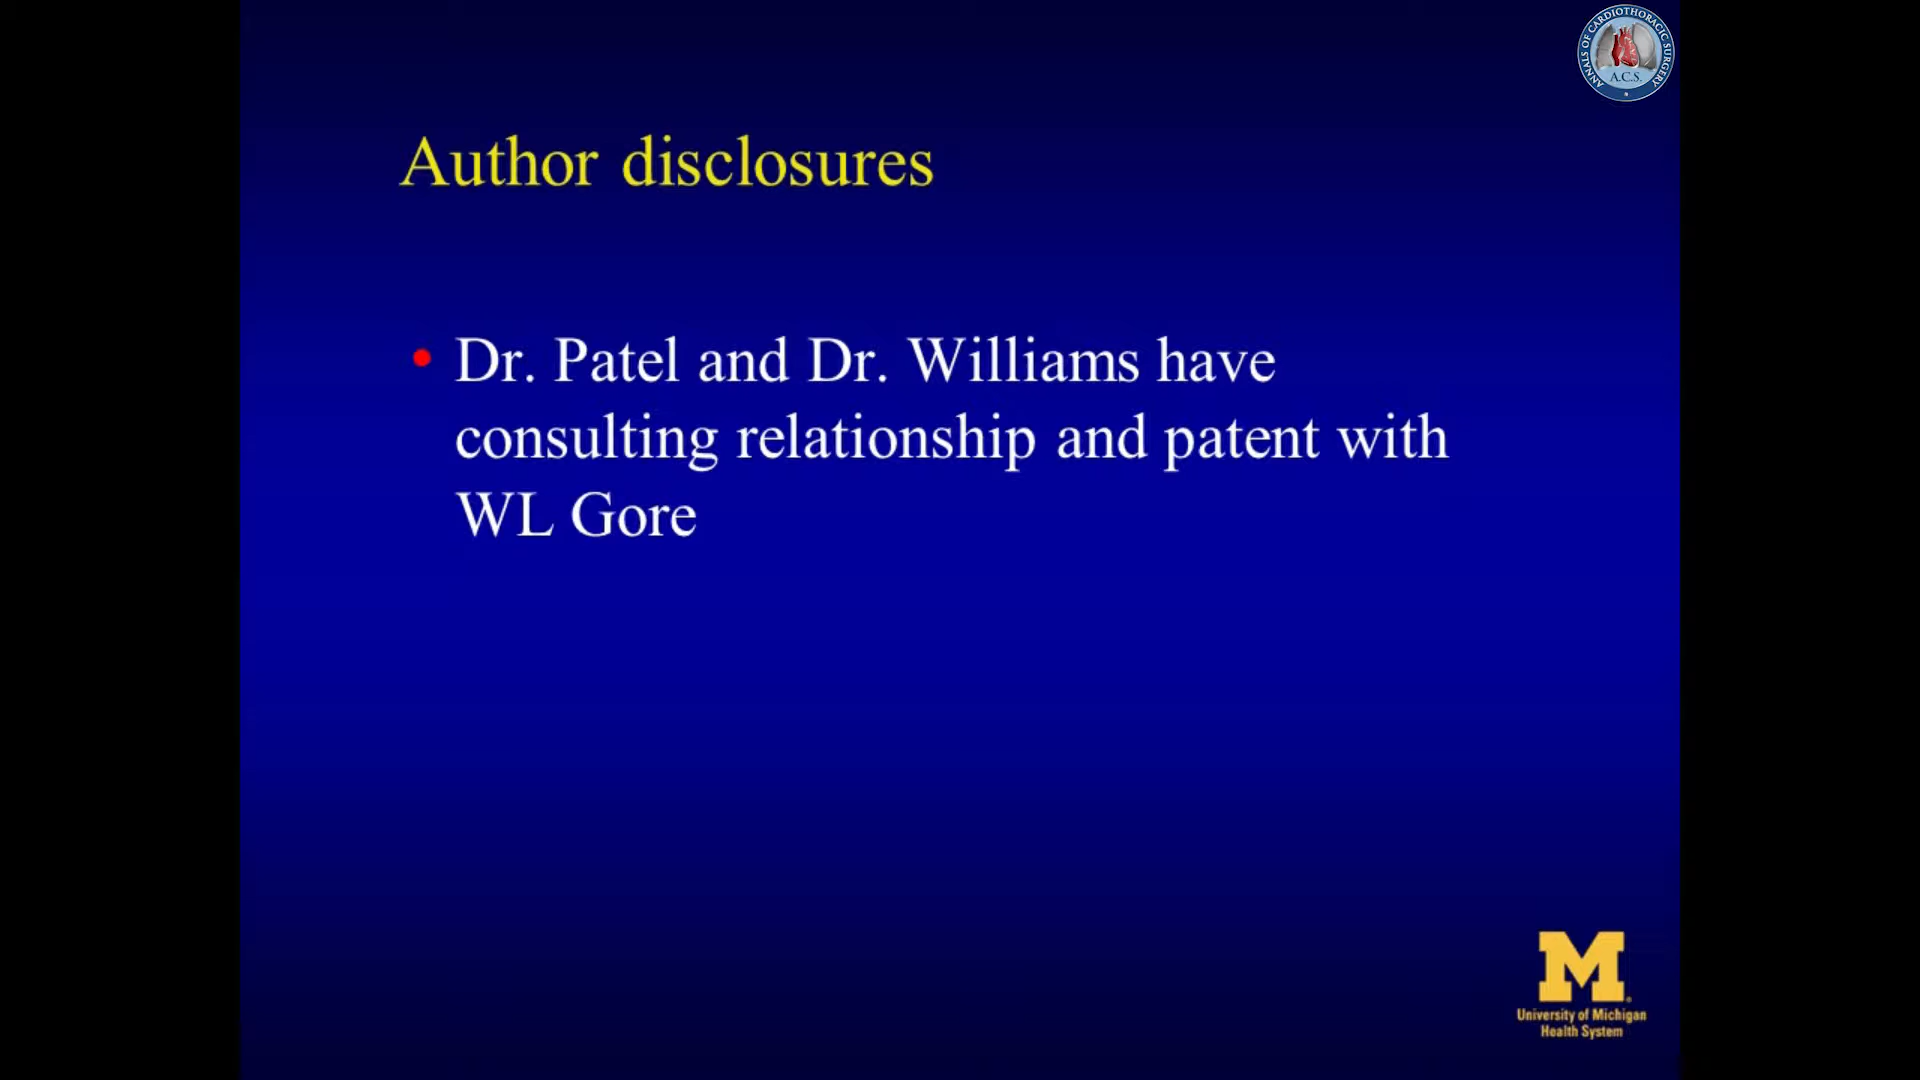 ANNALS OF CARDIOTHORACIC SURGERY
A.C.S.
Author disclosures
• Dr. Patel and Dr. Williams have
consulting relationship and patent with
WL Gore
M
University of Michigan
Health System